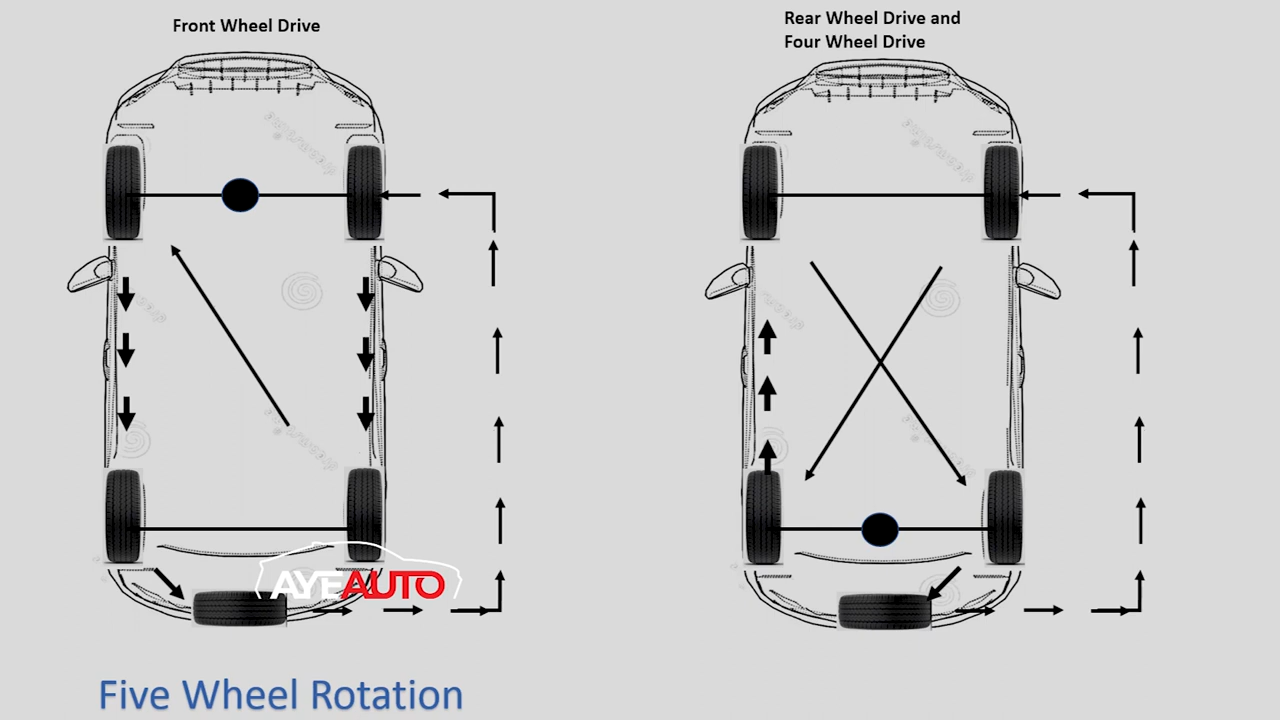 Front Wheel Drive
Rear Wheel Drive and
Four Wheel Drive
AYEAUTO
Five Wheel Rotation